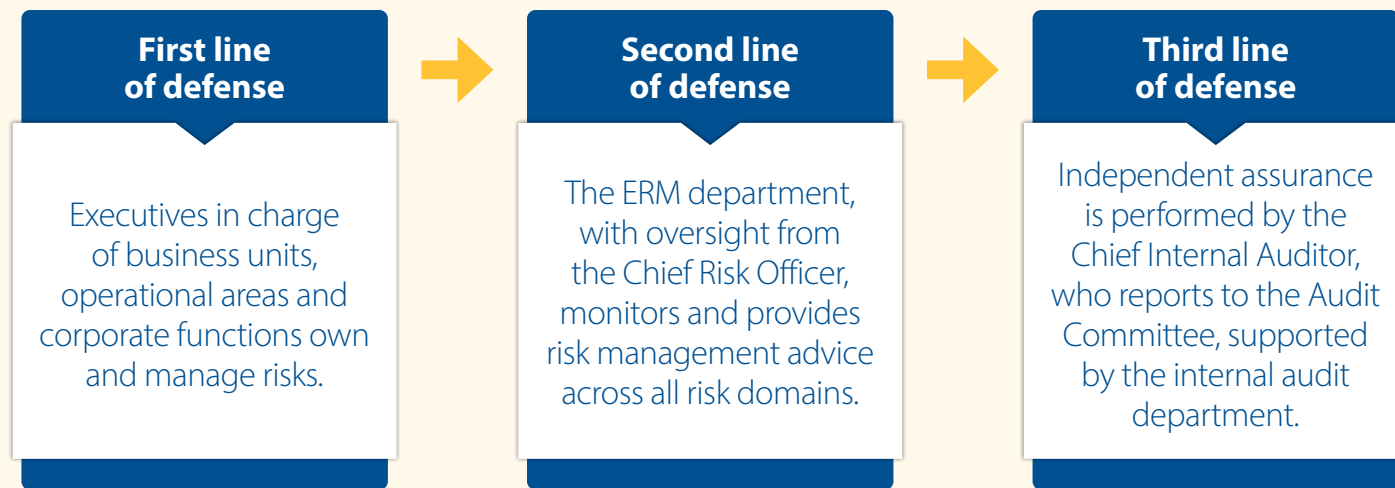 First line
of defense
Executives in charge
of business units,
operational areas and
corporate functions own
and manage risks.
Second line
of defense
The ERM department,
with oversight from
the Chief Risk Officer,
monitors and provides
risk management advice
across all risk domains.
Third line
of defense
Independent assurance
is performed by the
Chief Internal Auditor,
who reports to the Audit
Committee, supported
by the internal audit
department.